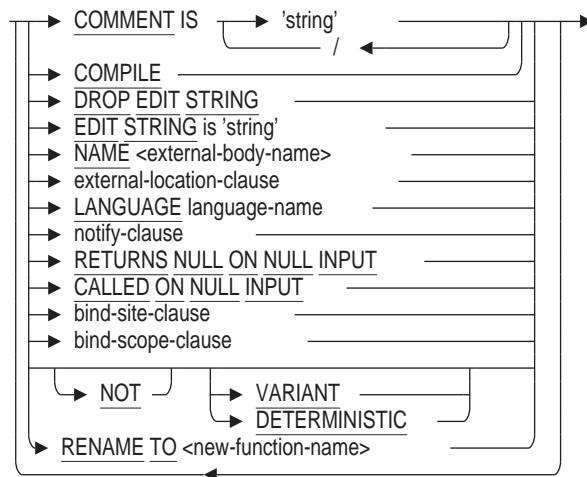 COMMENT IS 'string'
/
COMPILE
DROP EDIT STRING
EDIT STRING is 'string'
NAME <external-body-name>
external-location-clause
LANGUAGE language-name
notify-clause
RETURNS NULL ON NULL INPUT
CALLED ON NULL INPUT
bind-site-clause
bind-scope-clause
NOT VARIANT
DETERMINISTIC
RENAME TO <new-function-name>